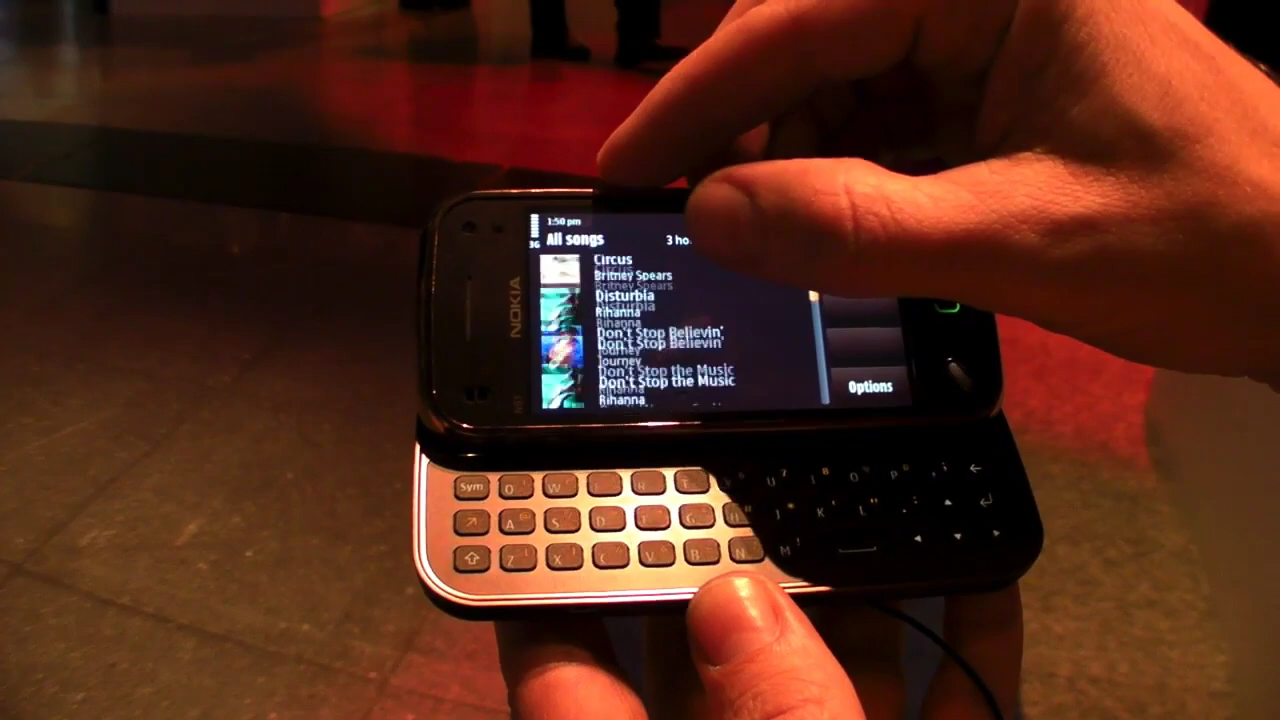 NOKIA
1:50 pm
3G
All songs
3 ho
Circus
Britney Spears
Disturbia
Rihanna
Don't Stop Believin'
Journey
Don't Stop the Music
Rihanna
Options
Sym
Q W R T
A S D F G H J K L
Z X C V B N M